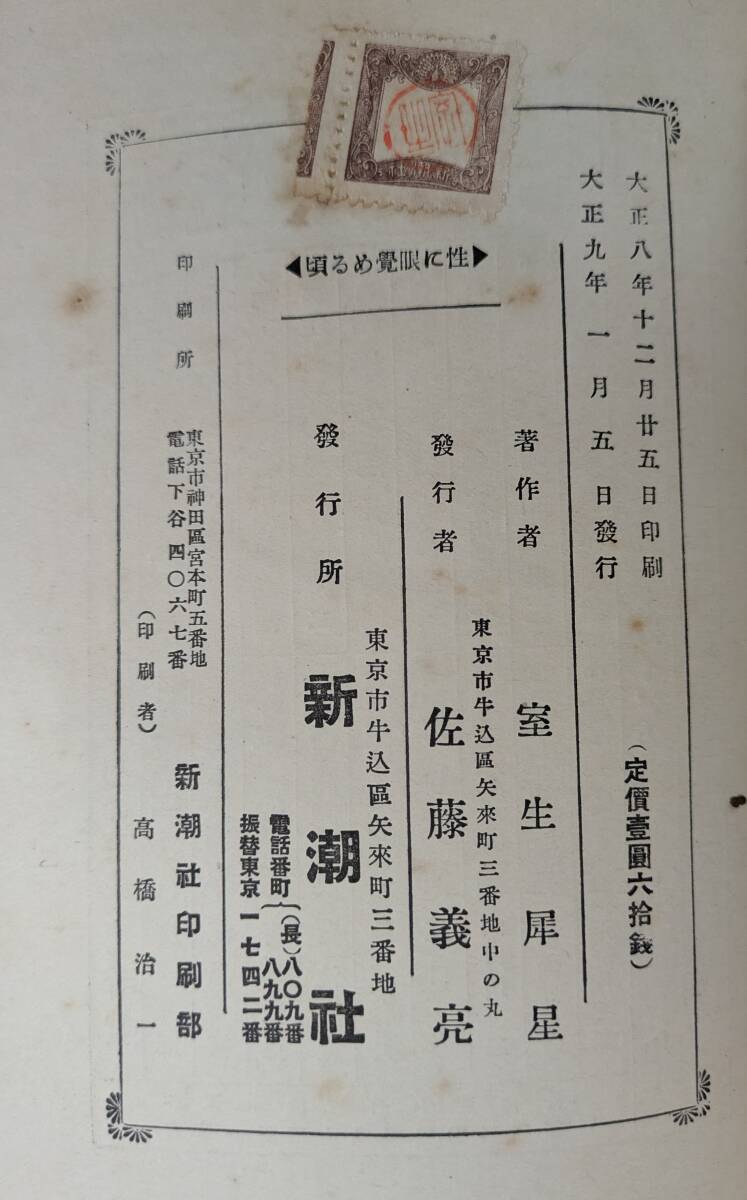 大正八年十二月廿五日印刷
大正九年一月五日發行
(定價壹圓六拾錢)
▶性に眼覺める頃◀
著作者 室生犀星
東京市牛込區矢來町三番地中の丸
發行者 佐藤義亮
東京市牛込區矢來町三番地
發行所 新潮社
電話番町{(長)八〇九番
八九九番
振替東京一七四二番
印刷所
東京市神田區宮本町五番地
電話下谷四〇六七番
新潮社印刷部
(印刷者) 高橋治一